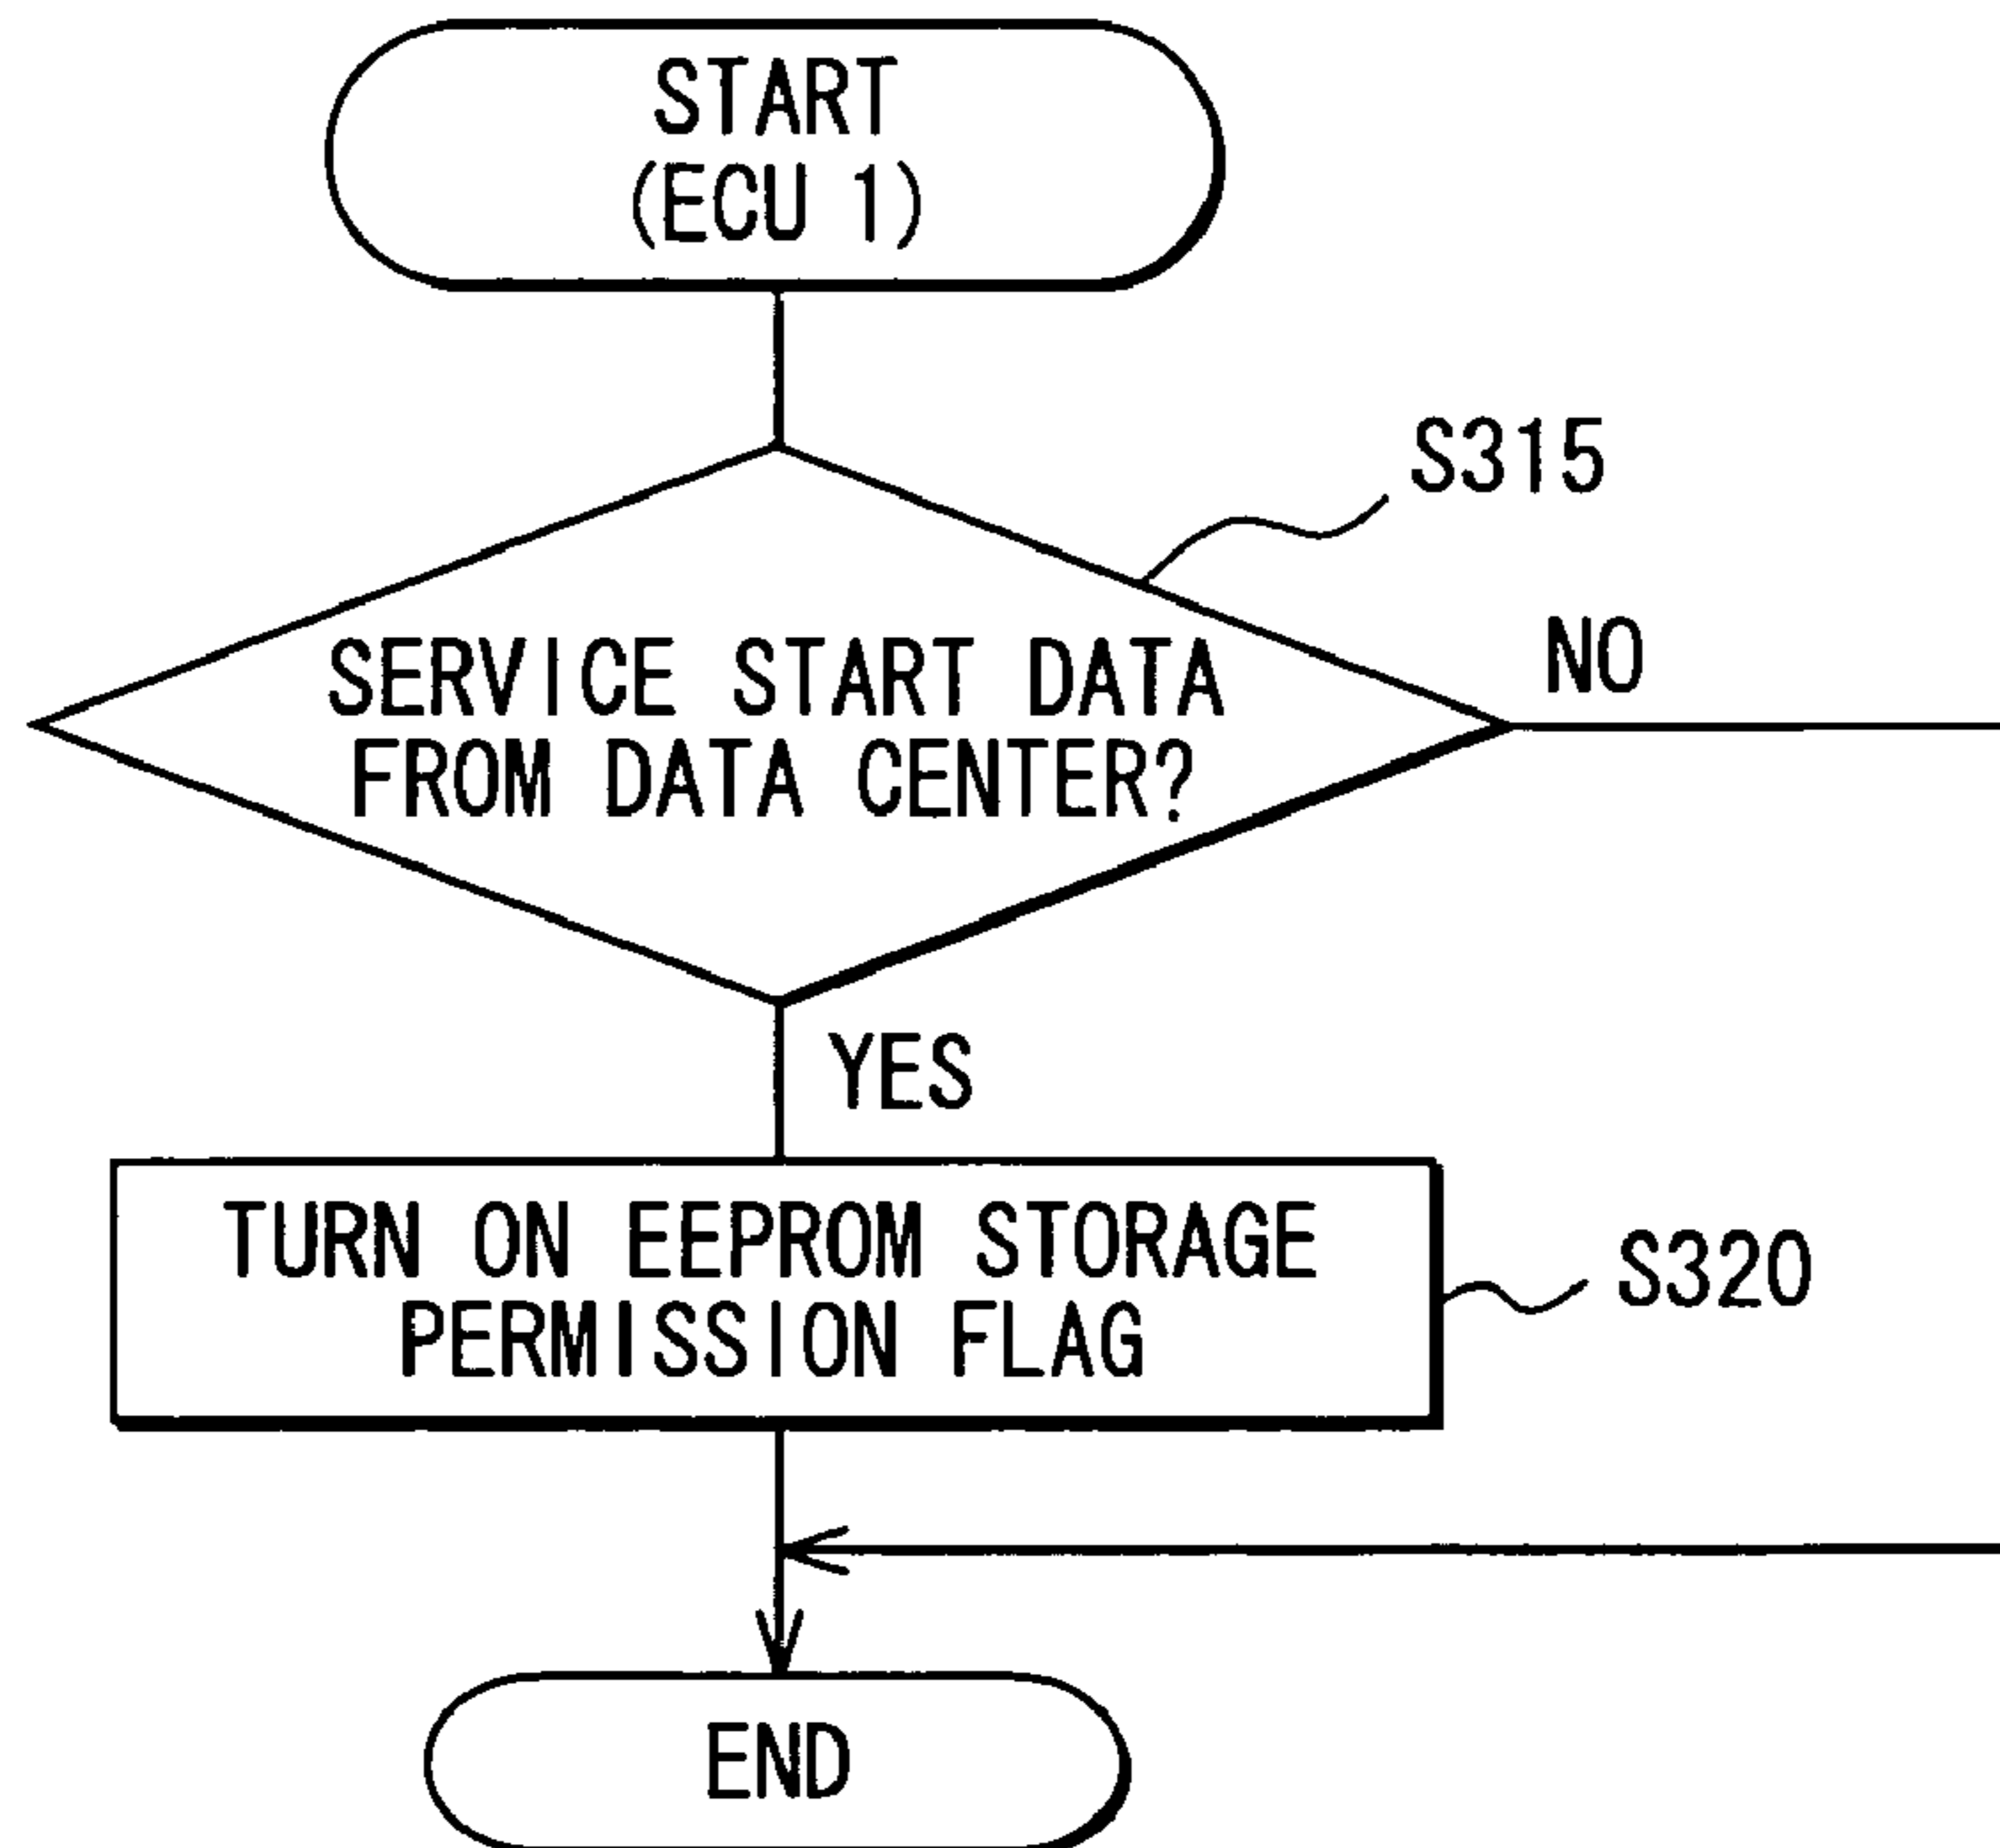 START
(ECU 1)
S315
SERVICE START DATA
FROM DATA CENTER?
NO
YES
TURN ON EEPROM STORAGE
PERMISSION FLAG
S320
END